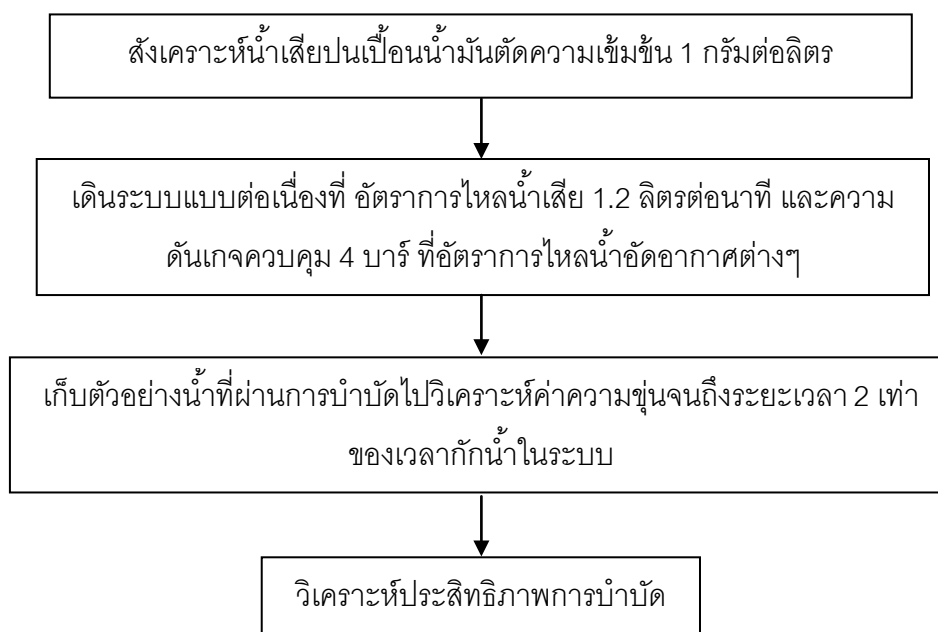 สังเคราะห์น้ำเสียปนเปื้อนน้ำมันตัดความเข้มข้น 1 กรัมต่อลิตร
เดินระบบแบบต่อเนื่องที่ อัตราการไหลน้ำเสีย 1.2 ลิตรต่อนาที และความ
ดันเกจควบคุม 4 บาร์ ที่อัตราการไหลน้ำอัดอากาศต่างๆ
เก็บตัวอย่างน้ำที่ผ่านการบำบัดไปวิเคราะห์ค่าความขุ่นจนถึงระยะเวลา 2 เท่า
ของเวลากักน้ำในระบบ
วิเคราะห์ประสิทธิภาพการบำบัด